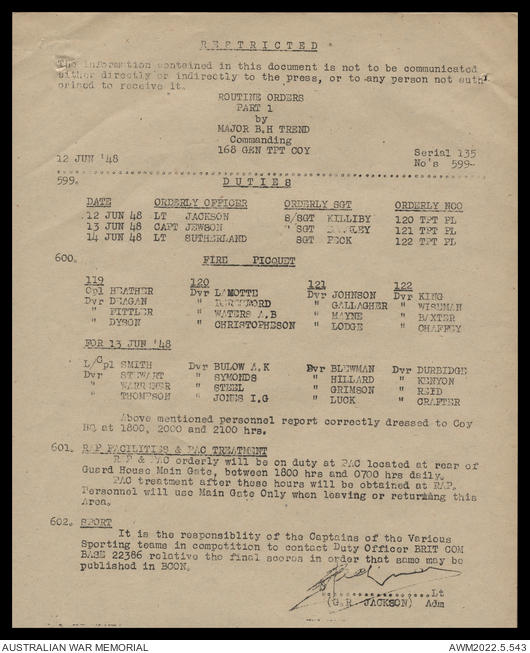 RESTRICTED
The information contained in this document is not to be communicated
either directly or indirectly to the press, or to any person not auth
orised to receive it.
ROUTINE ORDERS
PART 1
by
MAJOR B.H TREND
Commanding
168 GEN TPT COY
12 JUN '48 Serial 135
No's 599-
599. DUTIES
DATE ORDERLY OFFICER ORDERLY SGT ORDERLY NCO
12 JUN 48 LT JACKSON S/SGT KILLIBY 120 TPT PL
13 JUN 48 CAPT JEWSON " SGT 121 TPT PL
14 JUN 48 LT SUTHERLAND SGT PECK 122 TPT PL
600. FIRE PICQUET
119 120 121 122
Cpl HEATHER Dvr LAMOTTE Dvr JOHNSON Dvr KING
Dvr DEAGAN " " GALLAGHER " WISEMAN
" FITTLER " WATERS A.B " MAYNE " BAXTER
" DYSON " CHRISTOPHESON " LODGE " CHAFFEY
FOR 13 JUN '48
L/Cpl SMITH Dvr BULOW A.K Dvr BLEWMAN Dvr DURBIDGE
Dvr STEWART " SYMONDS " HILLARD " KENYON
" WARRENER " STEEL " GRIMSON " REID
" THOMPSON " JONES I.G " LUCK " CRAFTER
Above mentioned personnel report correctly dressed to Coy
HQ at 1800, 2000 and 2100 hrs.
601. RAP FACILITIES & PAC TREATMENT
RAP & PAC orderly will be on duty at PAC located at rear of
Guard House Main Gate, between 1800 hrs and 0700 hrs daily.
PAC treatment after these hours will be obtained at RAP.
Personnel will use Main Gate Only when leaving or returning this
Area.
602. SPORT
It is the responsiblity of the Captains of the Various
Sporting teams in competition to contact Duty Officer BRIT COM
BASE 22386 relative the final scores in order that same may be
published in BCON.
Lt
(G.R JACKSON) Adm
AUSTRALIAN WAR MEMORIAL AWM2022.5.543